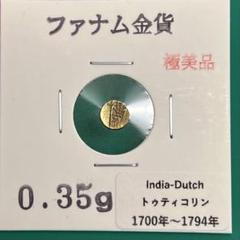 ファナム金貨
極美品
0.35g
India-Dutch
トゥティコリン
1700年～1794年